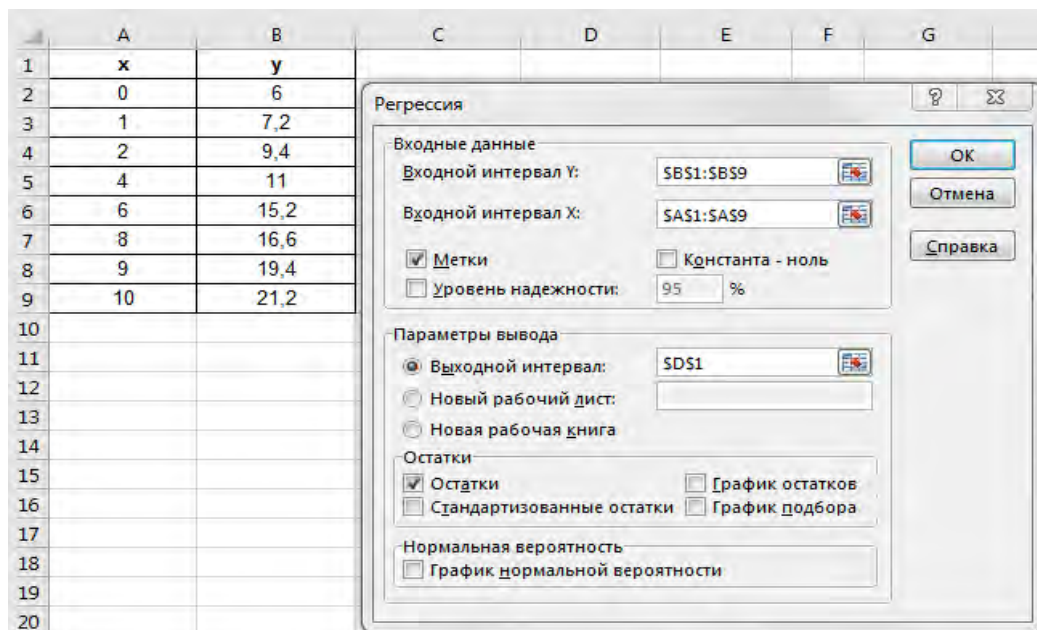 A B C D E F G
1 x y
2 0 6
3 1 7,2
4 2 9,4
5 4 11
6 6 15,2
7 8 16,6
8 9 19,4
9 10 21,2
10
11
12
13
14
15
16
17
18
19
20
Регрессия
Входные данные
Входной интервал Y: $B$1:$B$9
Входной интервал X: $A$1:$A$9
Метки Константа - ноль
Уровень надежности: 95 %
Параметры вывода
Выходной интервал: $D$1
Новый рабочий лист:
Новая рабочая книга
Остатки
Остатки График остатков
Стандартизованные остатки График подбора
Нормальная вероятность
График нормальной вероятности
ОК
Отмена
Справка